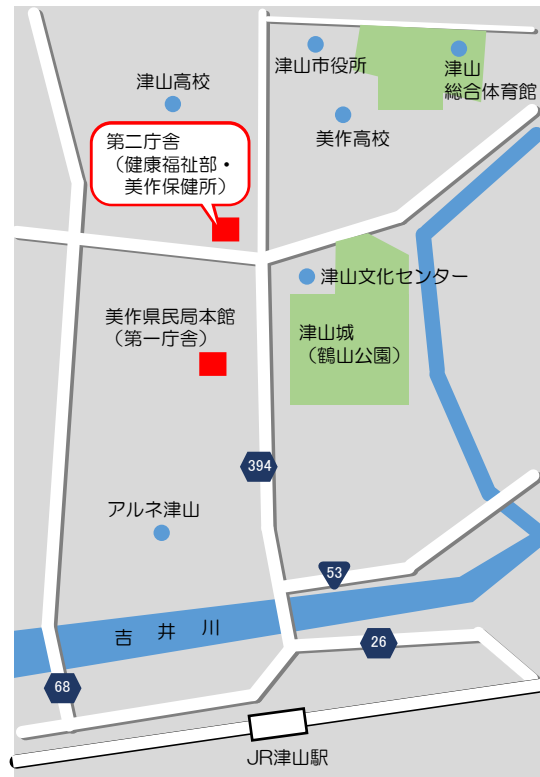 津山市役所
津山
総合体育館
津山高校
美作高校
第二庁舎
（健康福祉部・
美作保健所）
津山文化センター
美作県民局本館
（第一庁舎）
津山城
（鶴山公園）
394
アルネ津山
53
吉井川
26
68
JR津山駅